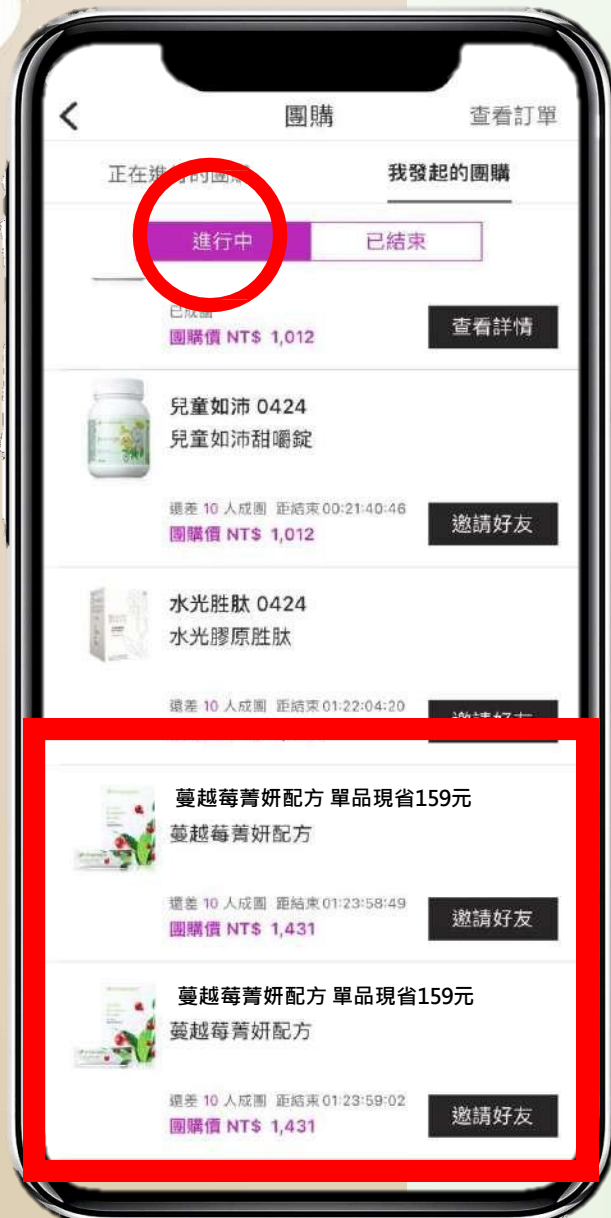 團購
查看訂單
正在進行的團購
我發起的團購
進行中
已結束
已成團
團購價 NT$ 1,012
查看詳情
兒童如沛 0424
兒童如沛甜嚼錠
還差 10 人成團 距結束 00:21:40:46
團購價 NT$ 1,012
邀請好友
水光胜肽 0424
水光膠原胜肽
還差 10 人成團 距結束 01:22:04:20
邀請好友
蔓越莓菁妍配方 單品現省159元
蔓越莓菁妍配方
還差 10 人成團 距結束 01:23:58:49
團購價 NT$ 1,431
邀請好友
蔓越莓菁妍配方 單品現省159元
蔓越莓菁妍配方
還差 10 人成團 距結束 01:23:59:02
團購價 NT$ 1,431
邀請好友